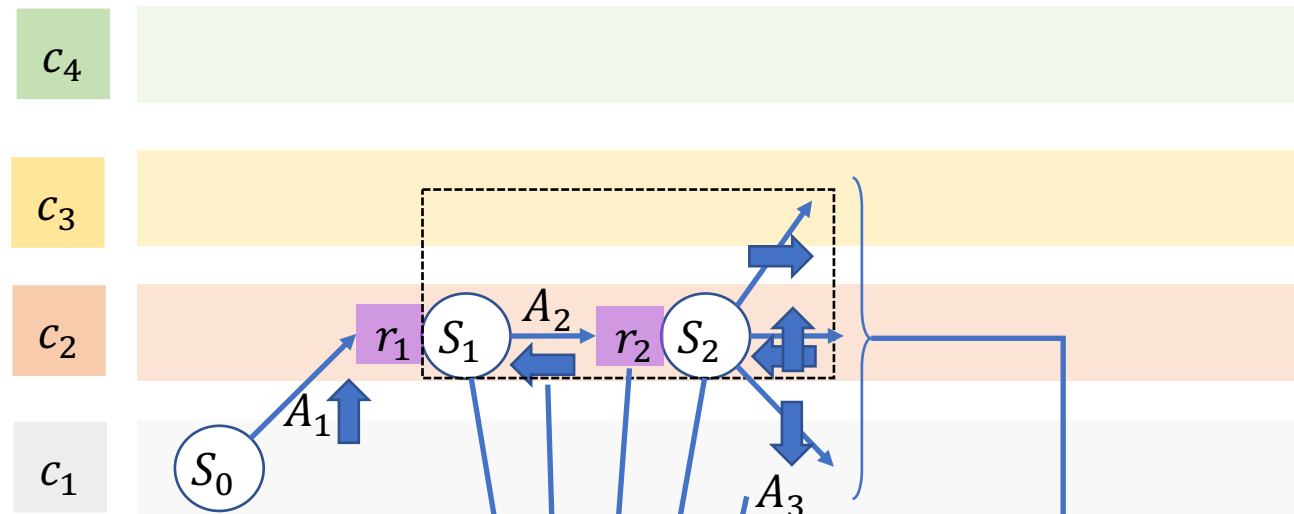 c₄
c₃
c₂
r₁ S₁ A₂ r₂ S₂
A₁
c₁
S₀
A₃